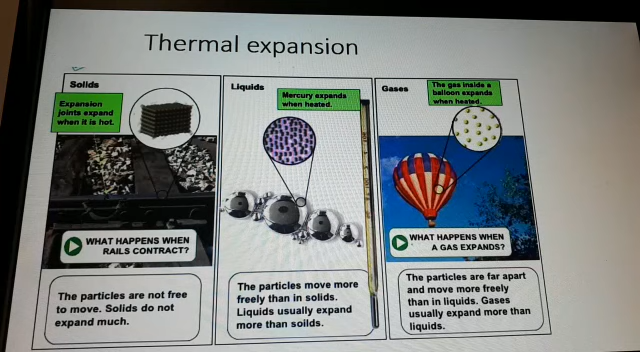 Thermal expansion
Solids
Expansion
joints expand
when it is hot.
WHAT HAPPENS WHEN
RAILS CONTRACT?
The particles are not free
to move. Solids do not
expand much.
Liquids
Mercury expands
when heated.
The particles move more
freely than in solids.
Liquids usually expand
more than soilds.
Gases
The gas inside a
balloon expands
when heated.
WHAT HAPPENS WHEN
A GAS EXPANDS?
The particles are far apart
and move more freely
than in liquids. Gases
usually expand more than
liquids.